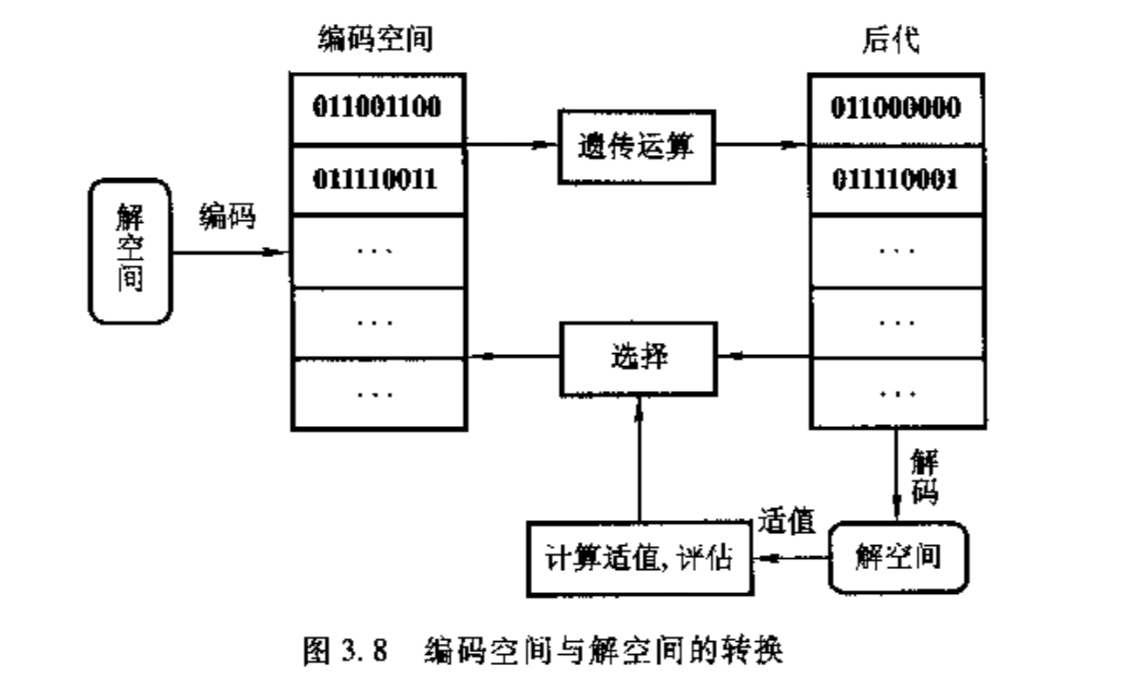 编码空间
后代
011001100
011000000
遗传运算
011110011
011110001
解空间
编码
...
...
...
...
选择
...
...
解码
适值
计算适值,评估
解空间
图 3.8 编码空间与解空间的转换